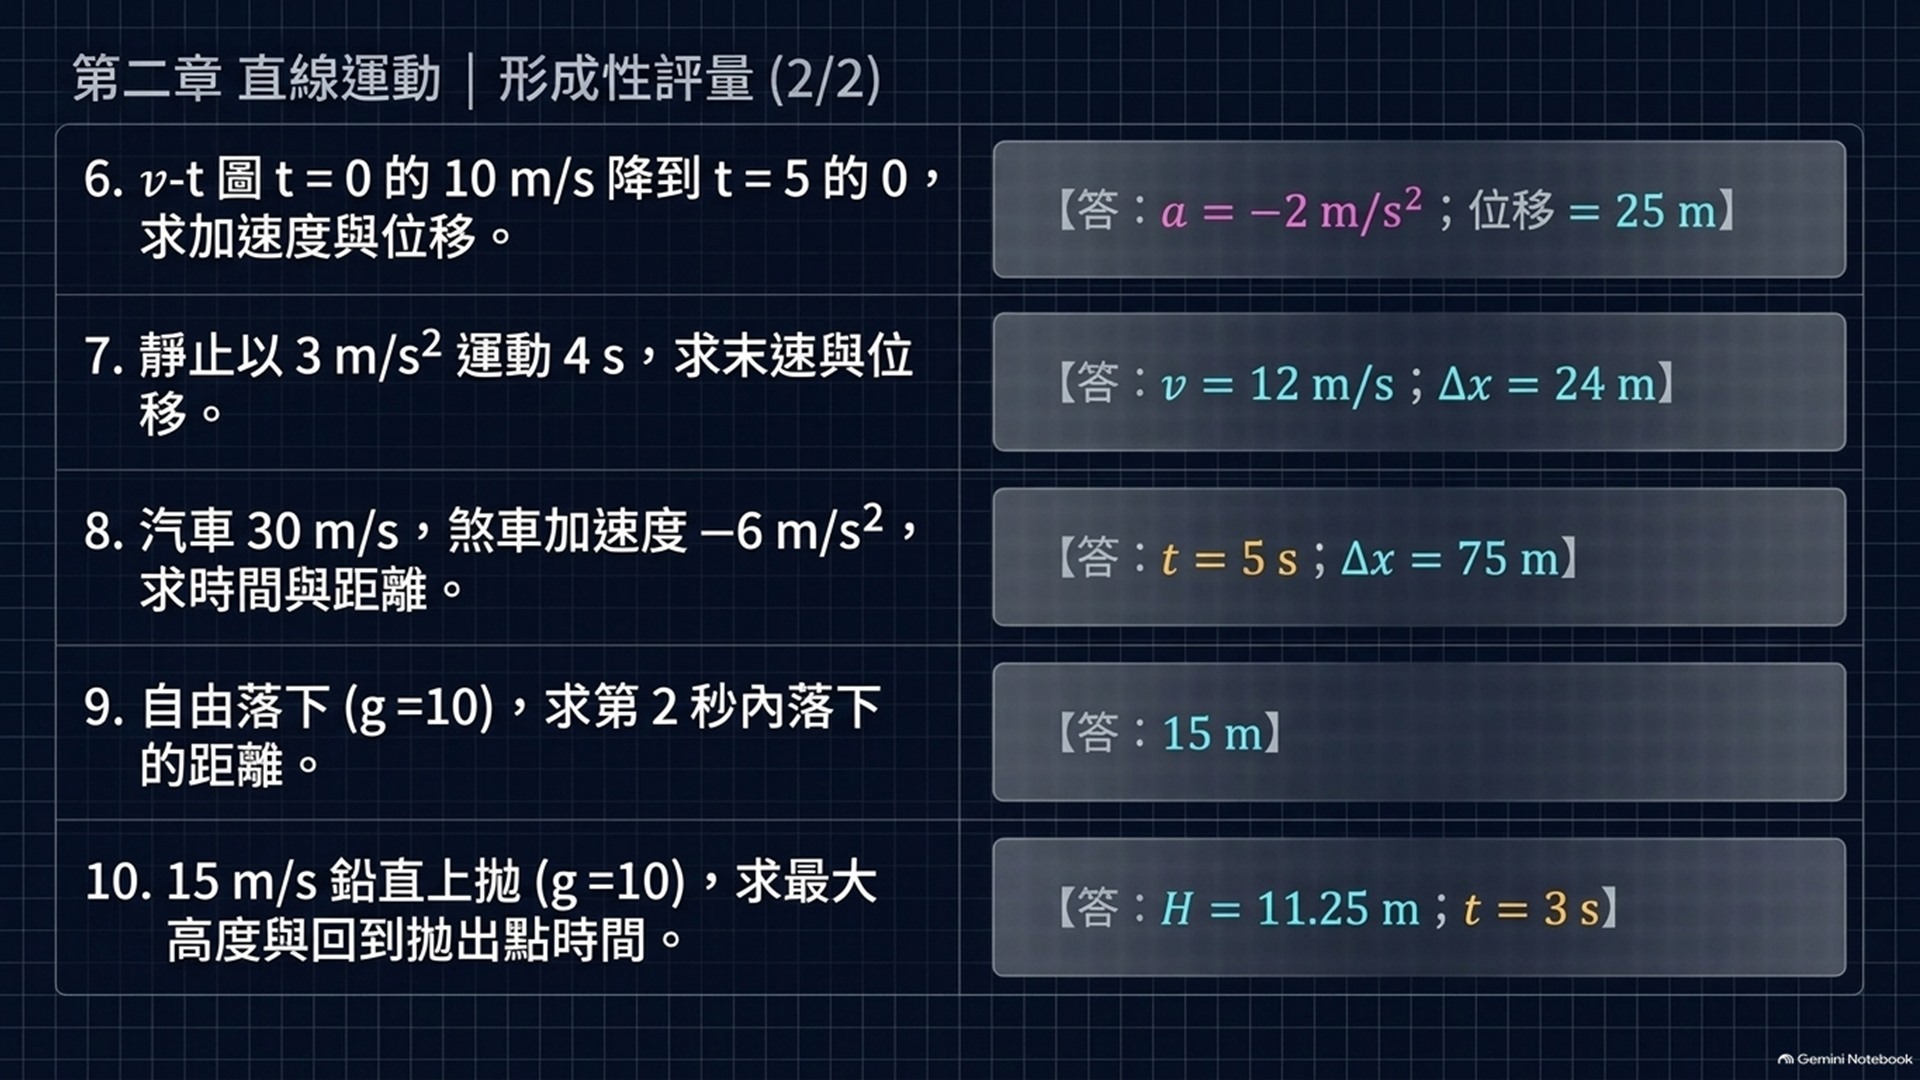 第二章 直線運動｜形成性評量 (2/2)
6. v-t 圖 t = 0 的 10 m/s 降到 t = 5 的 0，
求加速度與位移。
【答：a = −2 m/s²；位移 = 25 m】
7. 靜止以 3 m/s² 運動 4 s，求末速與位
移。
【答：v = 12 m/s；Δx = 24 m】
8. 汽車 30 m/s，煞車加速度 −6 m/s²，
求時間與距離。
【答：t = 5 s；Δx = 75 m】
9. 自由落下 (g =10)，求第 2 秒內落下
的距離。
【答：15 m】
10. 15 m/s 鉛直上拋 (g =10)，求最大
高度與回到拋出點時間。
【答：H = 11.25 m；t = 3 s】
Gemini Notebook